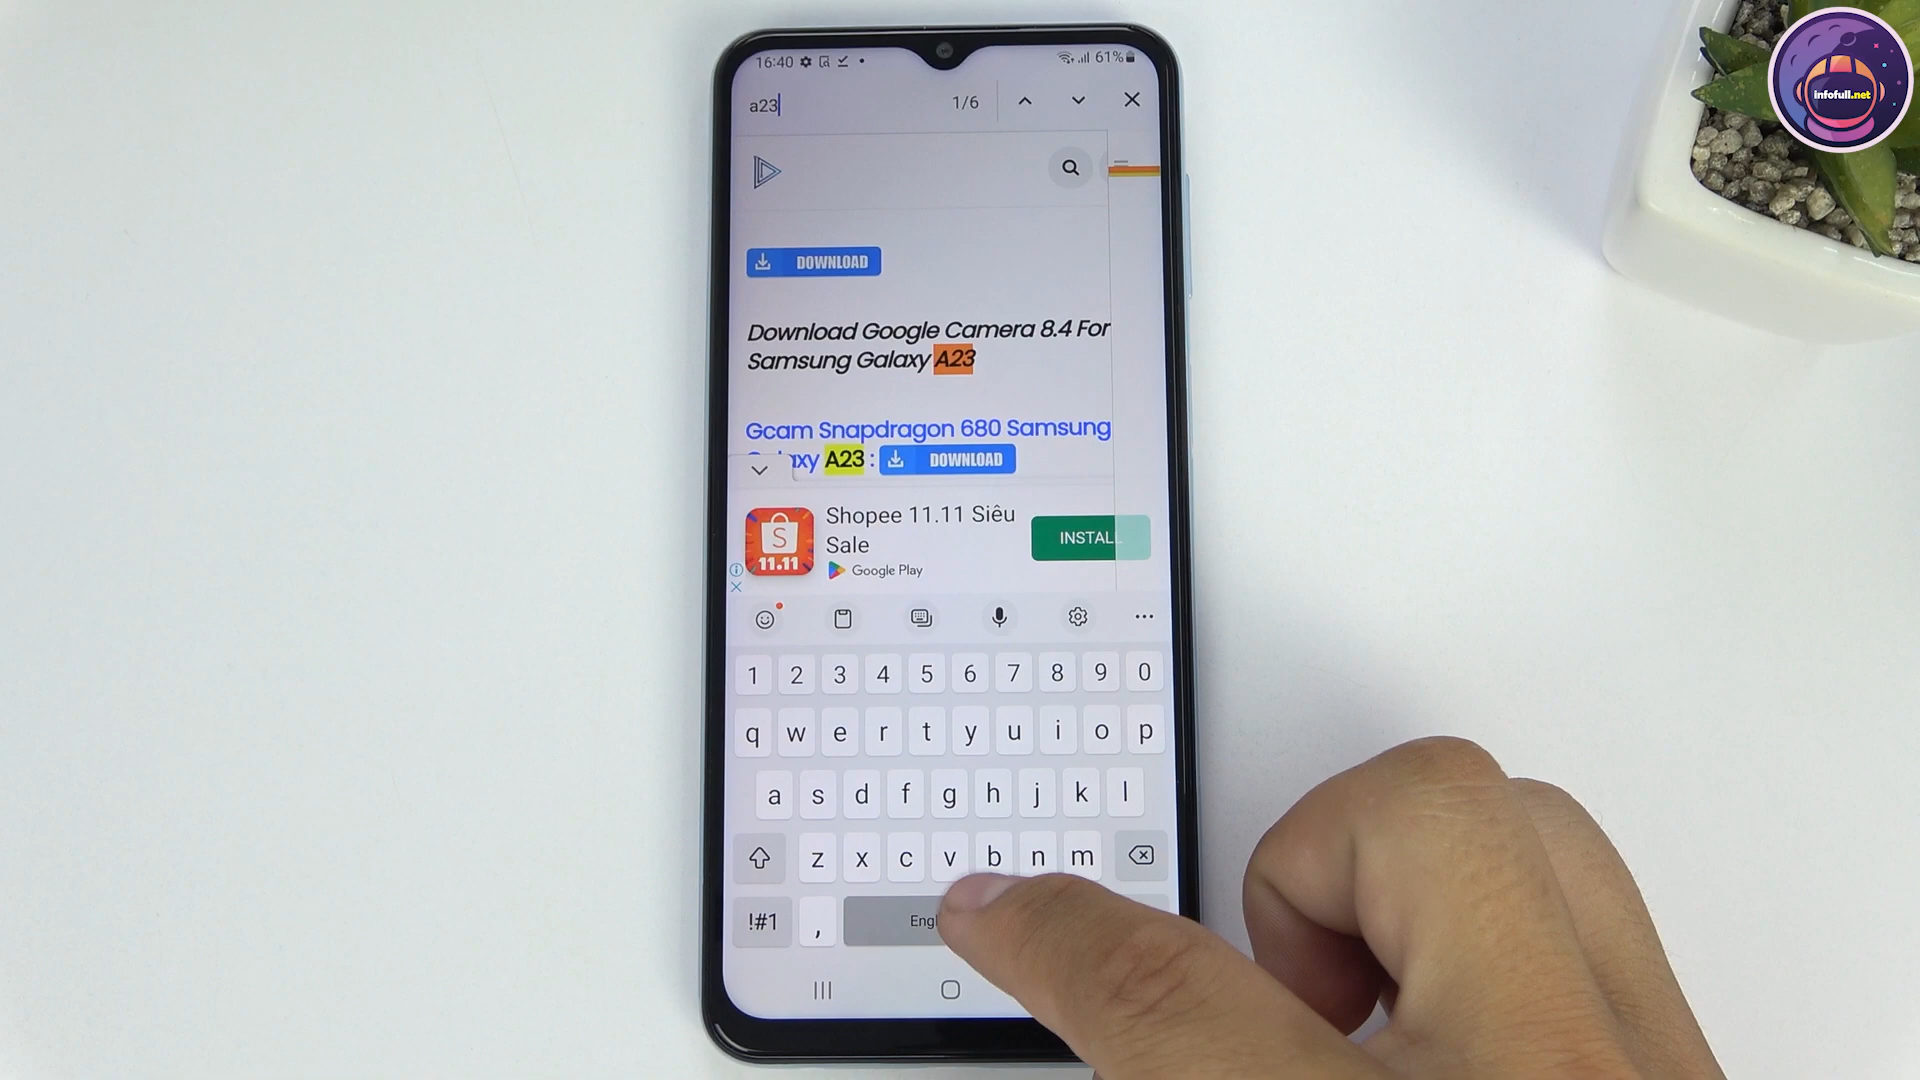 infofull.net
16:40
61%
a23
1/6
DOWNLOAD
Download Google Camera 8.4 For
Samsung Galaxy A23
Gcam Snapdragon 680 Samsung
axy A23 : DOWNLOAD
Shopee 11.11 Siêu
Sale
S
11.11
Google Play
INSTALL
1 2 3 4 5 6 7 8 9 0
q w e r t y u i o p
a s d f g h j k l
z x c v b n m
!#1 , Engl